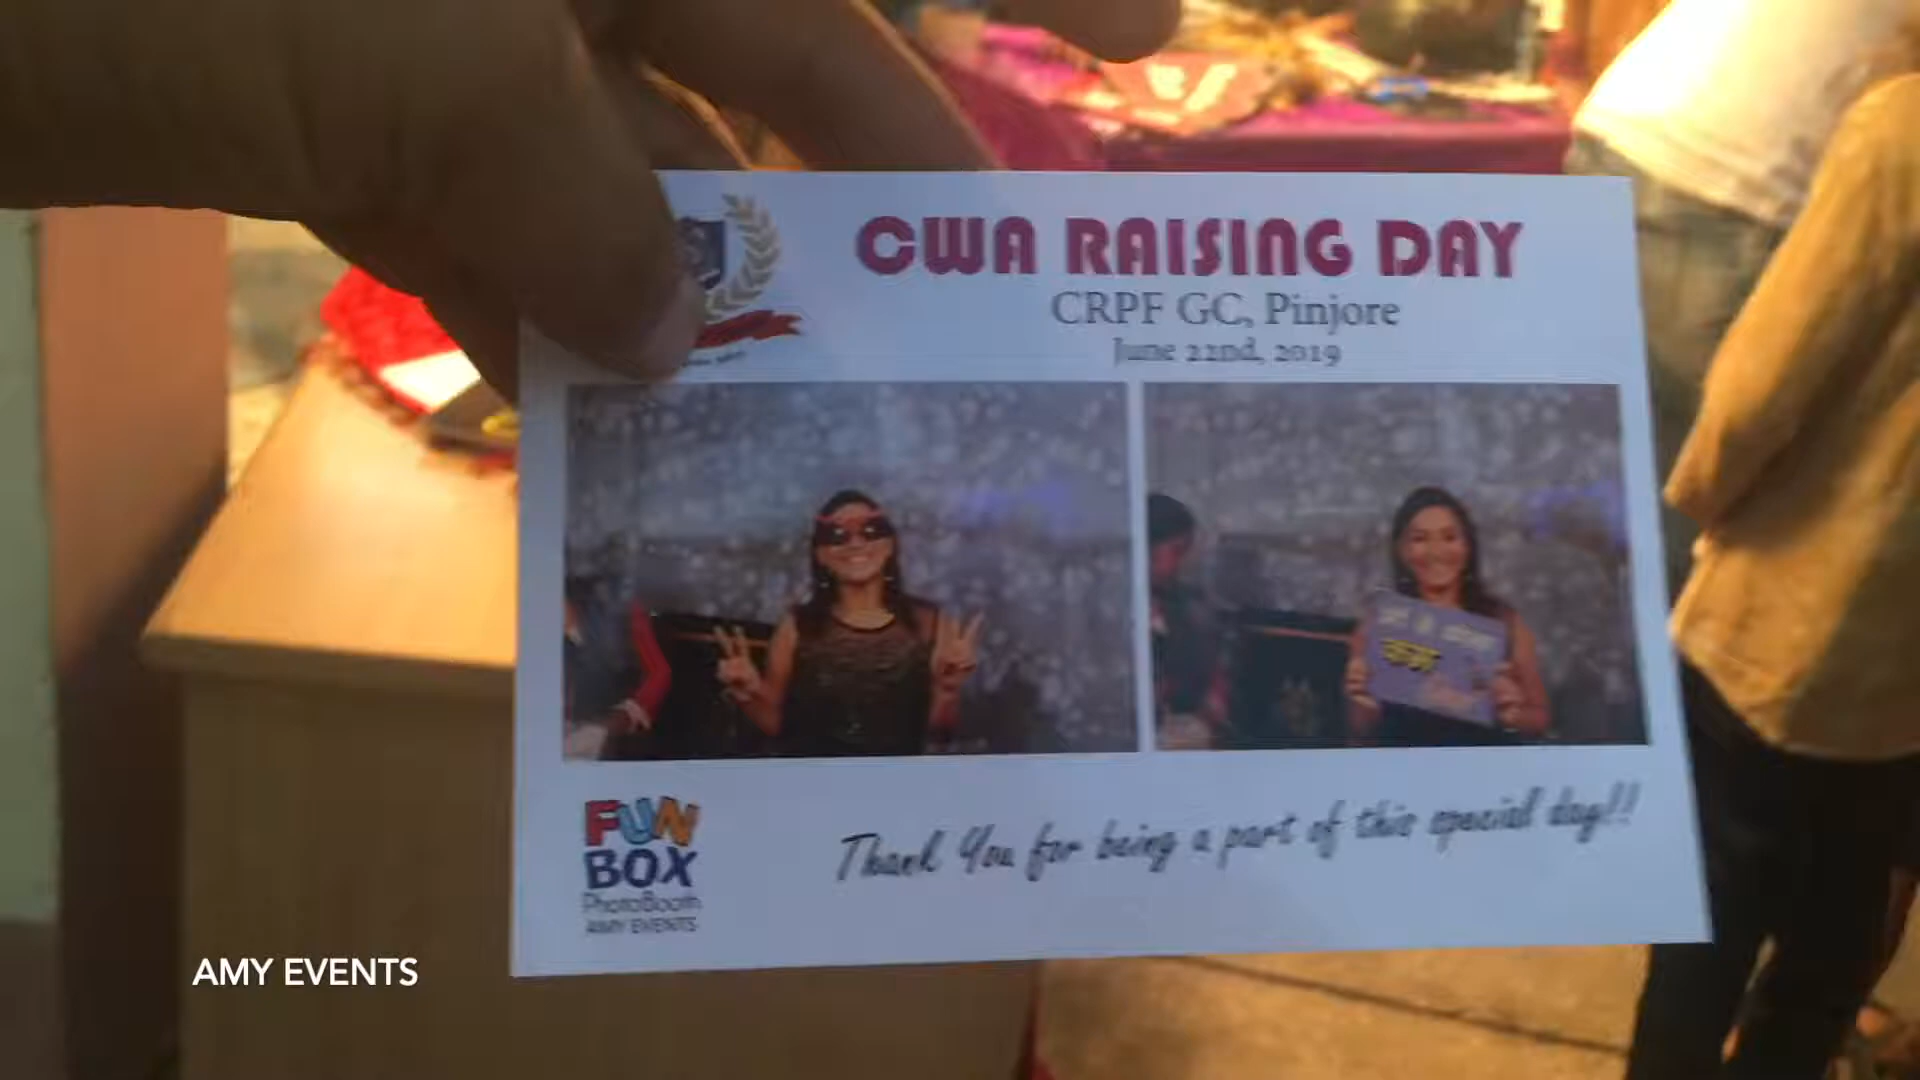 CWA RAISING DAY
CRPF GC, Pinjore
June 22nd, 2019
FUN
BOX
PhotoBooth
AMY EVENTS
Thank You for being a part of this special day!!
AMY EVENTS